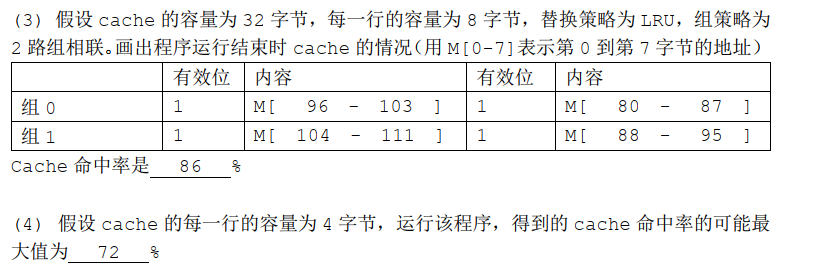 (3) 假设 cache 的容量为 32 字节，每一行的容量为 8 字节，替换策略为 LRU，组策略为
2 路组相联。画出程序运行结束时 cache 的情况（用 M[0-7]表示第 0 到第 7 字节的地址）
有效位 内容 有效位 内容
组 0 1 M[ 96 - 103 ] 1 M[ 80 - 87 ]
组 1 1 M[ 104 - 111 ] 1 M[ 88 - 95 ]
Cache 命中率是 86 %
(4) 假设 cache 的每一行的容量为 4 字节，运行该程序，得到的 cache 命中率的可能最
大值为 72 %